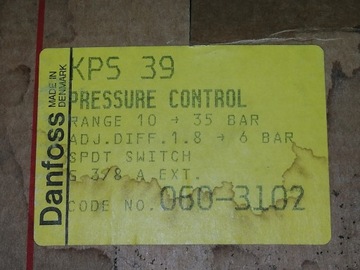 Danfoss
MADE IN
DENMARK
KPS 39
PRESSURE CONTROL
RANGE 10 → 35 BAR
ADJ.DIFF.1.8 → 6 BAR
SPDT SWITCH
G 3/8 A EXT.
CODE NO. 060-3102